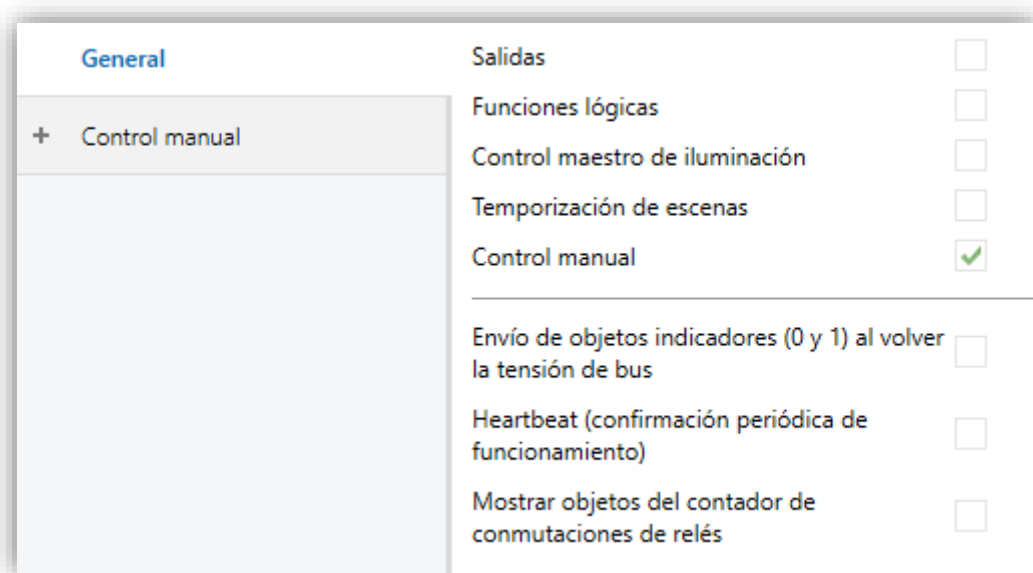 General
+ Control manual
Salidas
Funciones lógicas
Control maestro de iluminación
Temporización de escenas
Control manual
Envío de objetos indicadores (0 y 1) al volver
la tensión de bus
Heartbeat (confirmación periódica de
funcionamiento)
Mostrar objetos del contador de
conmutaciones de relés